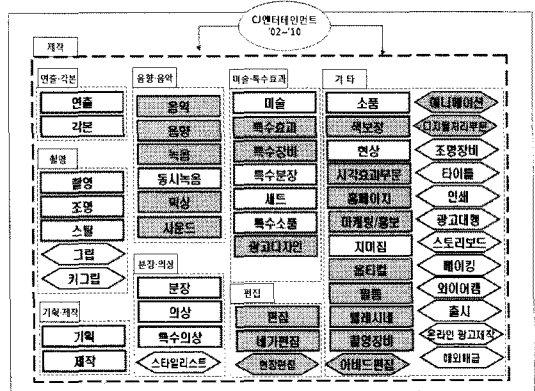 CJ엔터테인먼트
'02~'10
제작
연출·각본
연출
각본
촬영
촬영
조명
스틸
그립
키그립
기획·제작
기획
제작
음향·음악
음악
음향
녹음
동시녹음
믹싱
사운드
분장·의상
분장
의상
특수의상
스타일리스트
미술·특수효과
미술
특수효과
특수장비
특수분장
세트
특수소품
광고디자인
편집
편집
네가편집
현장편집
기 타
소품
색보정
현상
시각효과부문
홈페이지
마케팅/홍보
지미집
옵티컬
필름
텔레시네
촬영장비
아비드편집
애니메이션
디지털처리부문
조명장비
타이틀
인쇄
광고대행
스토리보드
메이킹
와이어캠
출시
온라인 광고제작
해외배급